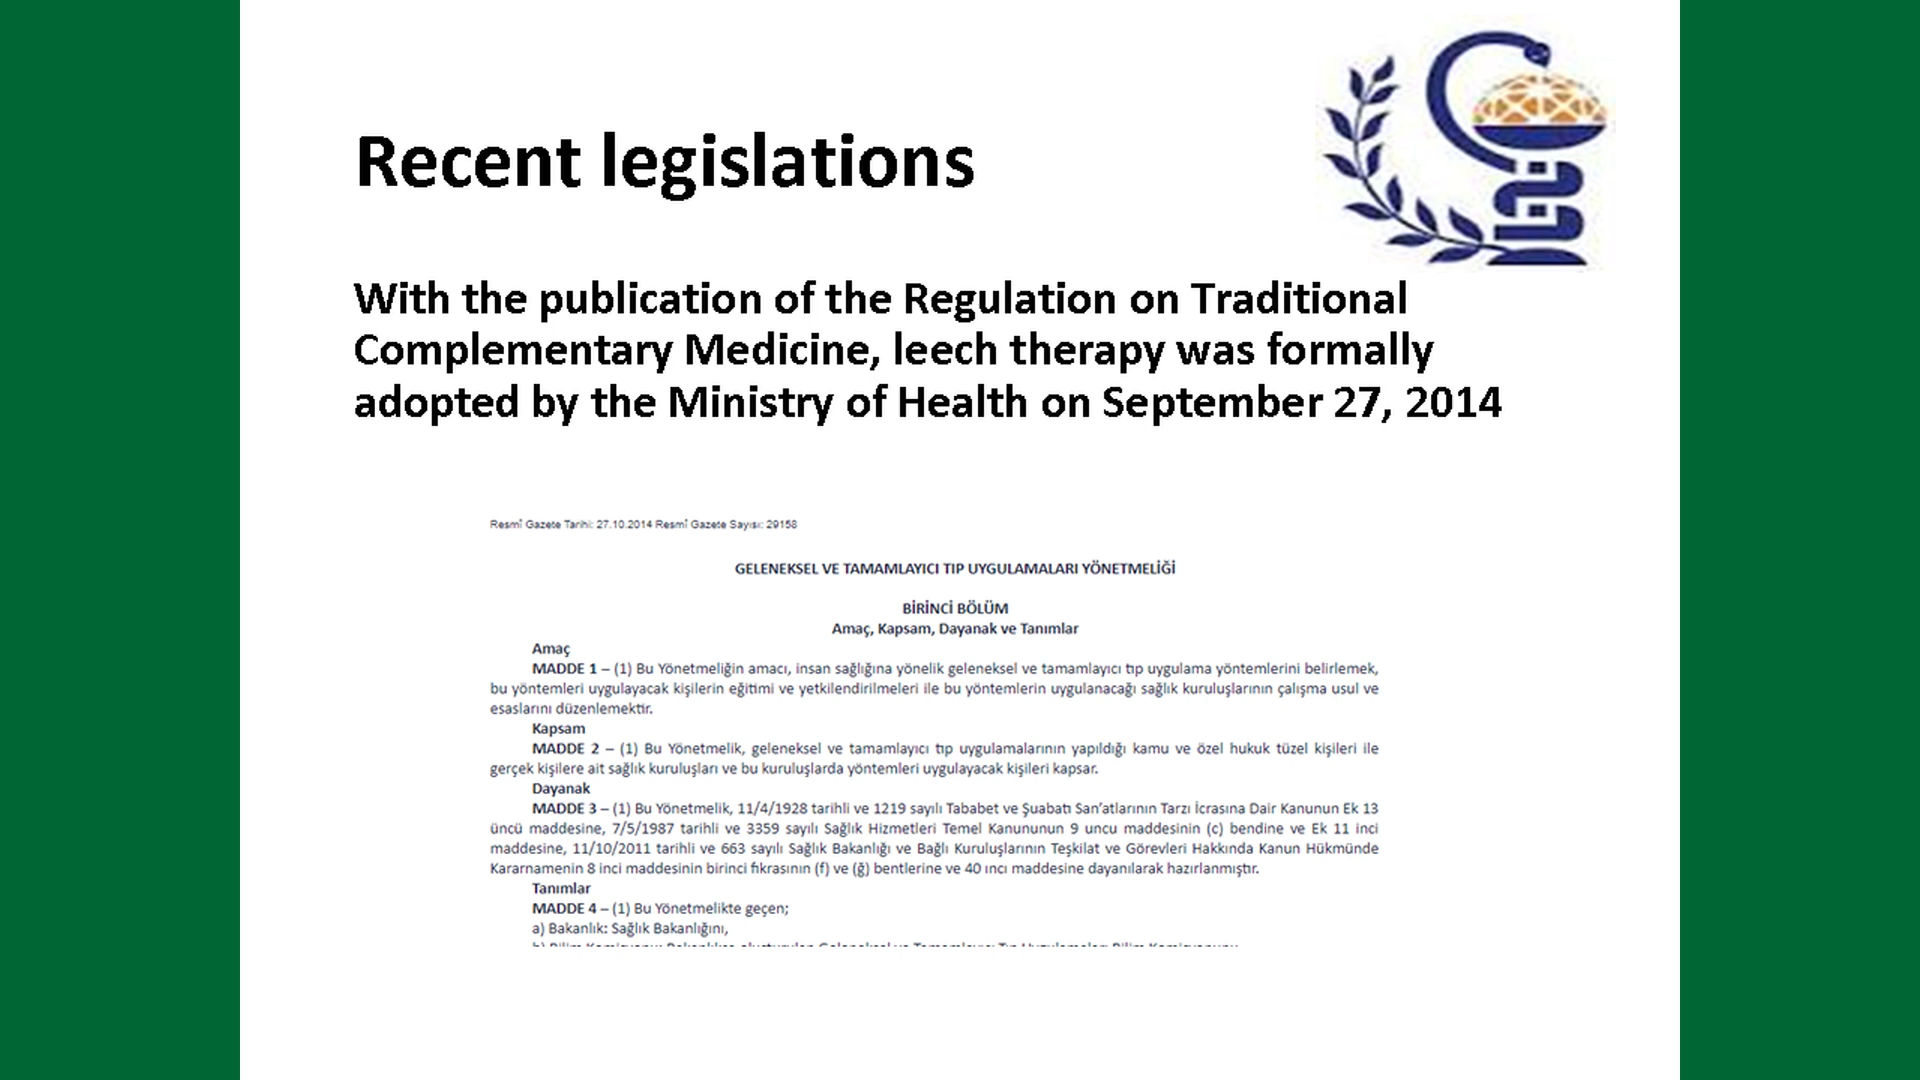 Recent legislations
With the publication of the Regulation on Traditional
Complementary Medicine, leech therapy was formally
adopted by the Ministry of Health on September 27, 2014
Resmî Gazete Tarihi: 27.10.2014 Resmî Gazete Sayısı: 29158
GELENEKSEL VE TAMAMLAYICI TIP UYGULAMALARI YÖNETMELİĞİ
BİRİNCİ BÖLÜM
Amaç, Kapsam, Dayanak ve Tanımlar
Amaç
MADDE 1 – (1) Bu Yönetmeliğin amacı, insan sağlığına yönelik geleneksel ve tamamlayıcı tıp uygulama yöntemlerini belirlemek,
bu yöntemleri uygulayacak kişilerin eğitimi ve yetkilendirilmeleri ile bu yöntemlerin uygulanacağı sağlık kuruluşlarının çalışma usul ve
esaslarını düzenlemektir.
Kapsam
MADDE 2 – (1) Bu Yönetmelik, geleneksel ve tamamlayıcı tıp uygulamalarının yapıldığı kamu ve özel hukuk tüzel kişileri ile
gerçek kişilere ait sağlık kuruluşları ve bu kuruluşlarda yöntemleri uygulayacak kişileri kapsar.
Dayanak
MADDE 3 – (1) Bu Yönetmelik, 11/4/1928 tarihli ve 1219 sayılı Tababet ve Şuabatı San’atlarının Tarzı İcrasına Dair Kanunun Ek 13
üncü maddesine, 7/5/1987 tarihli ve 3359 sayılı Sağlık Hizmetleri Temel Kanununun 9 uncu maddesinin (c) bendine ve Ek 11 inci
maddesine, 11/10/2011 tarihli ve 663 sayılı Sağlık Bakanlığı ve Bağlı Kuruluşlarının Teşkilat ve Görevleri Hakkında Kanun Hükmünde
Kararnamenin 8 inci maddesinin birinci fıkrasının (f) ve (ğ) bentlerine ve 40 ıncı maddesine dayanılarak hazırlanmıştır.
Tanımlar
MADDE 4 – (1) Bu Yönetmelikte geçen;
a) Bakanlık: Sağlık Bakanlığını,